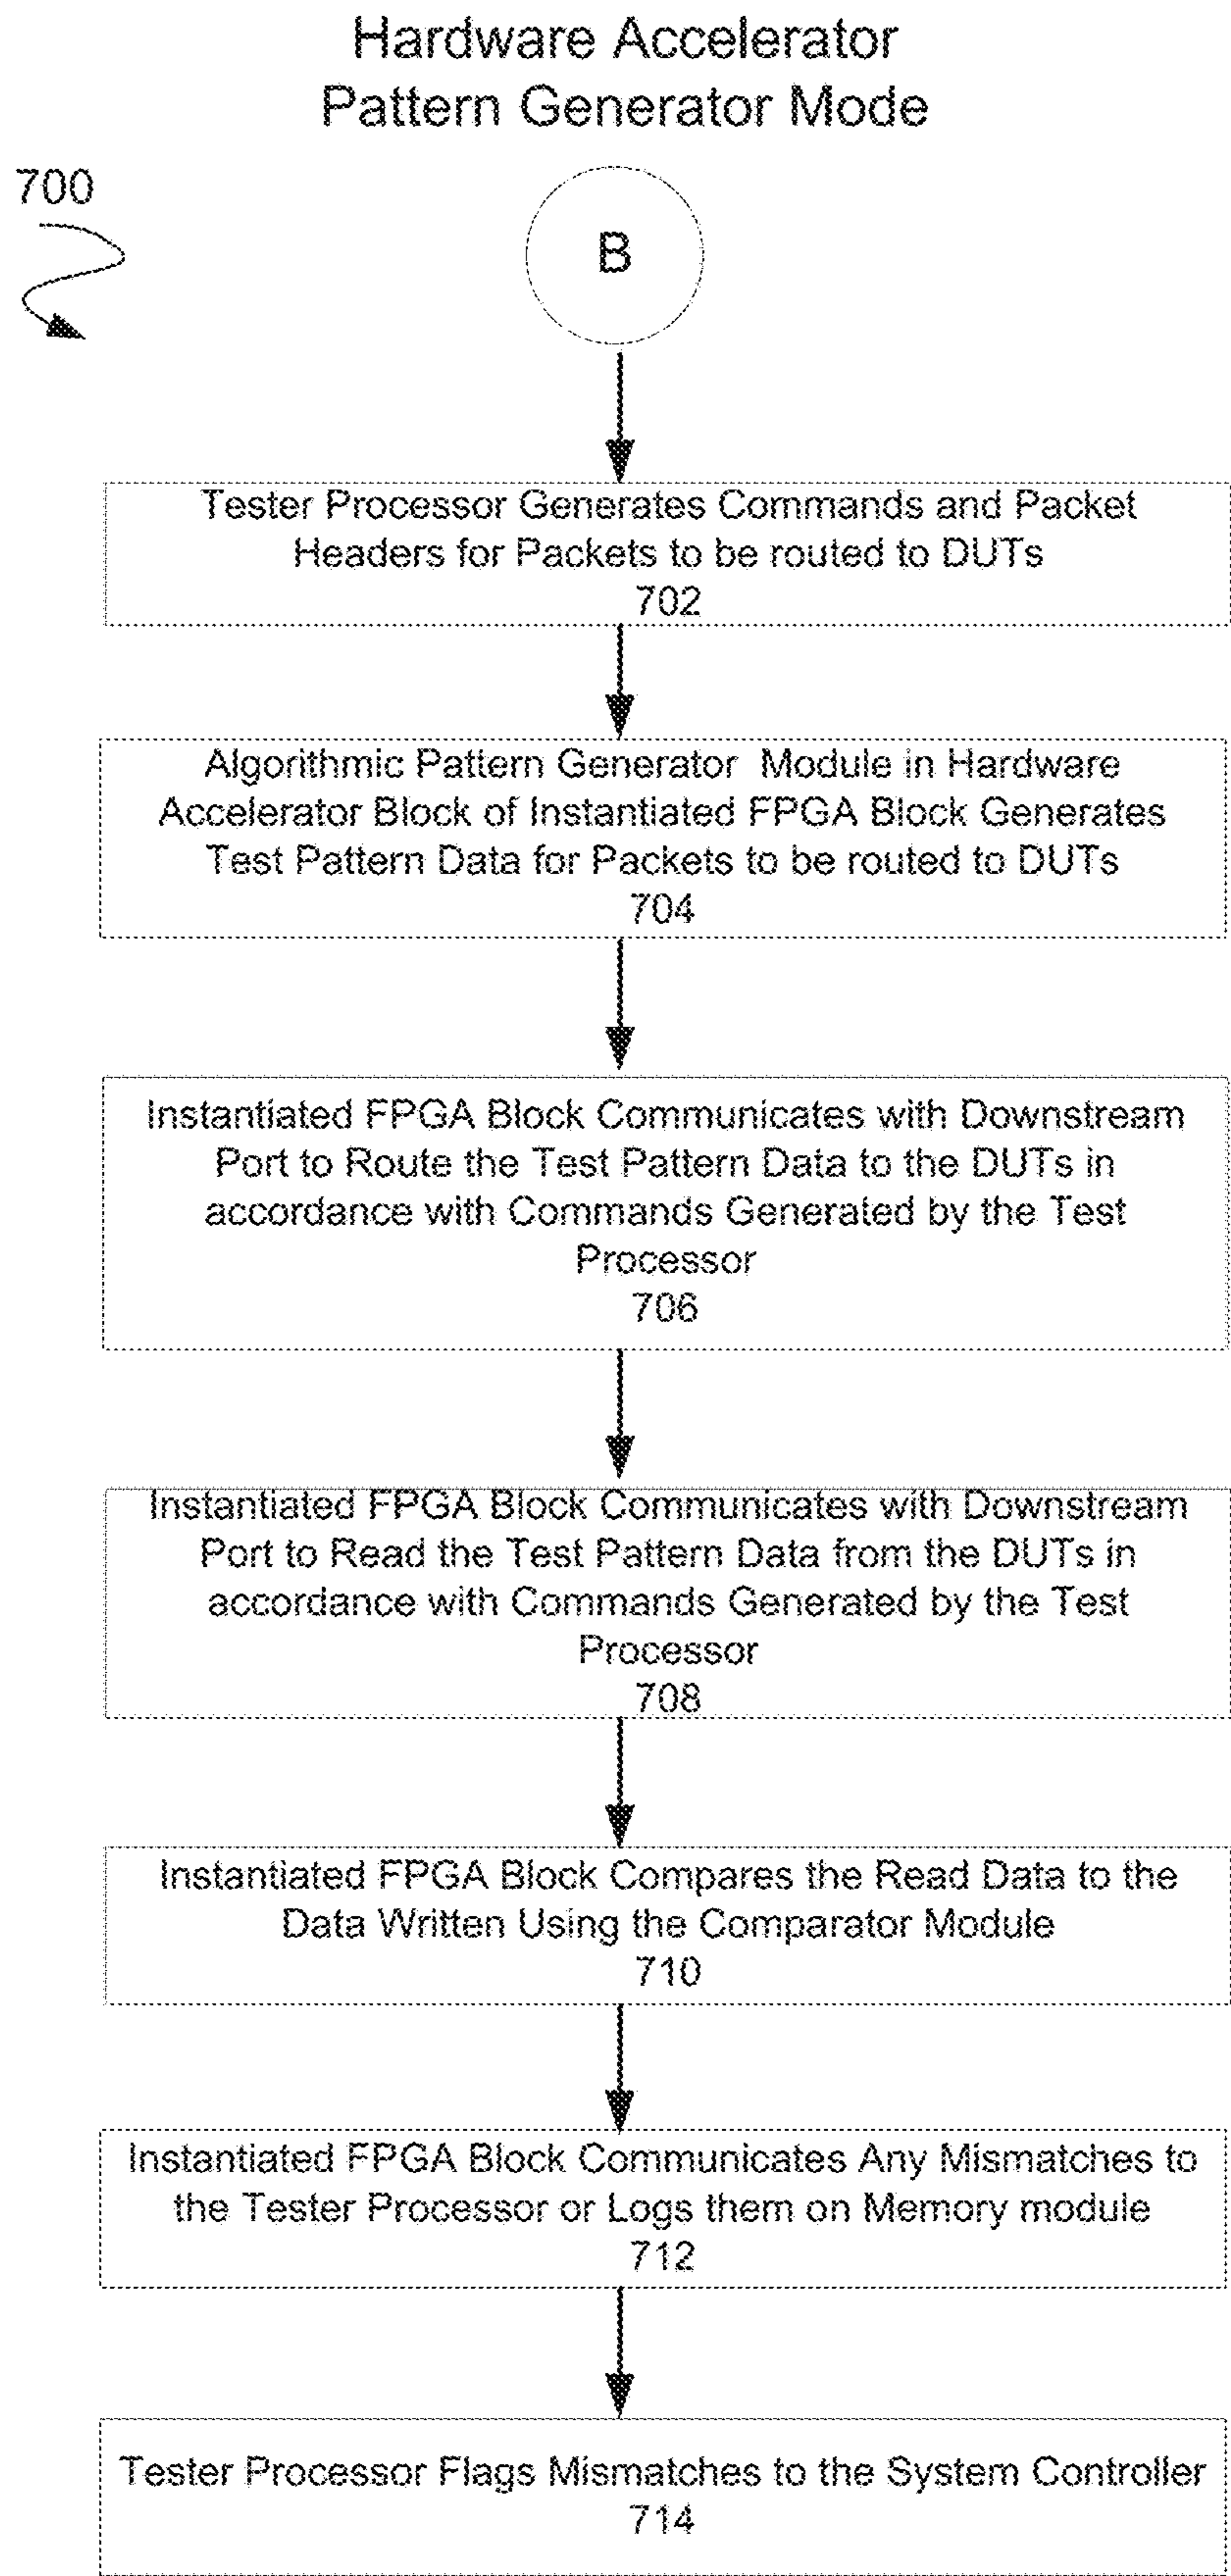 Hardware Accelerator
Pattern Generator Mode
700
B
Tester Processor Generates Commands and Packet
Headers for Packets to be routed to DUTs
702
Algorithmic Pattern Generator Module in Hardware
Accelerator Block of Instantiated FPGA Block Generates
Test Pattern Data for Packets to be routed to DUTs
704
Instantiated FPGA Block Communicates with Downstream
Port to Route the Test Pattern Data to the DUTs in
accordance with Commands Generated by the Test
Processor
706
Instantiated FPGA Block Communicates with Downstream
Port to Read the Test Pattern Data from the DUTs in
accordance with Commands Generated by the Test
Processor
708
Instantiated FPGA Block Compares the Read Data to the
Data Written Using the Comparator Module
710
Instantiated FPGA Block Communicates Any Mismatches to
the Tester Processor or Logs them on Memory module
712
Tester Processor Flags Mismatches to the System Controller
714